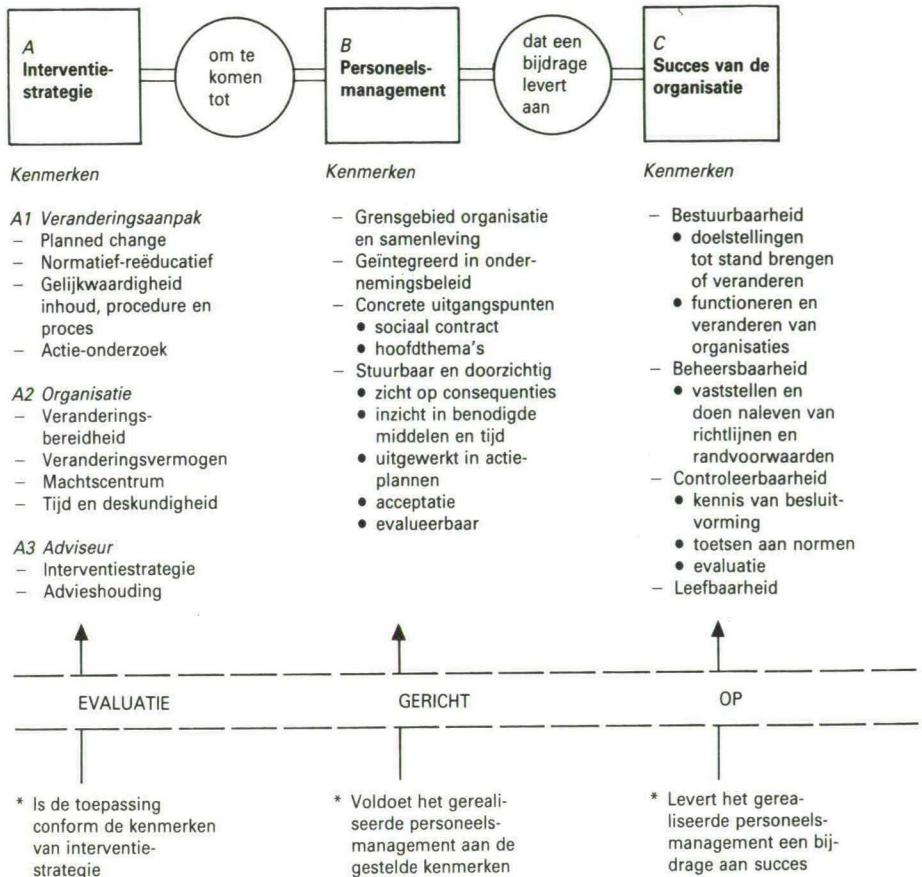 A
Interventie-
strategie
om te
komen
tot
B
Personeels-
management
dat een
bijdrage
levert
aan
C
Succes van de
organisatie
Kenmerken
A1 Veranderingsaanpak
– Planned change
– Normatief-reëducatief
– Gelijkwaardigheid
inhoud, procedure en
proces
– Actie-onderzoek
A2 Organisatie
– Veranderings-
bereidheid
– Veranderingsvermogen
– Machtscentrum
– Tijd en deskundigheid
A3 Adviseur
– Interventiestrategie
– Advieshouding
Kenmerken
– Grensgebied organisatie
en samenleving
– Geïntegreerd in onder-
nemingsbeleid
– Concrete uitgangspunten
• sociaal contract
• hoofdthema's
– Stuurbaar en doorzichtig
• zicht op consequenties
• inzicht in benodigde
middelen en tijd
• uitgewerkt in actie-
plannen
• acceptatie
• evalueerbaar
Kenmerken
– Bestuurbaarheid
• doelstellingen
tot stand brengen
of veranderen
• functioneren en
veranderen van
organisaties
– Beheersbaarheid
• vaststellen en
doen naleven van
richtlijnen en
randvoorwaarden
– Controleerbaarheid
• kennis van besluit-
vorming
• toetsen aan normen
• evaluatie
– Leefbaarheid
EVALUATIE GERICHT OP
* Is de toepassing
conform de kenmerken
van interventie-
strategie
* Voldoet het gereali-
seerde personeels-
management aan de
gestelde kenmerken
* Levert het gerea-
liseerde personeels-
management een bij-
drage aan succes